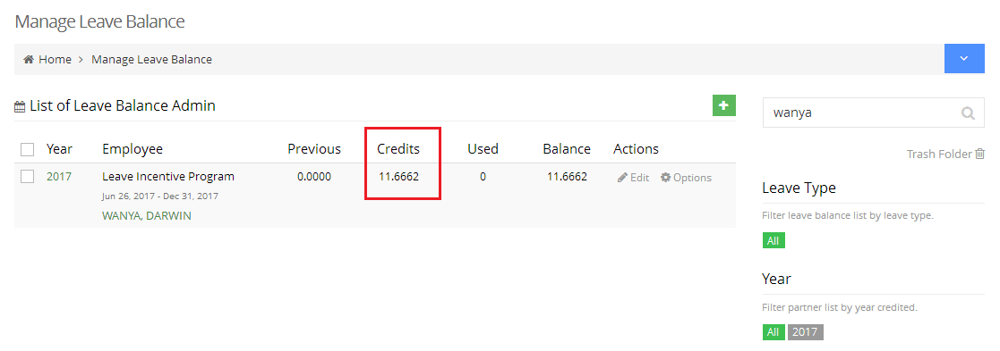 Manage Leave Balance
Home > Manage Leave Balance
List of Leave Balance Admin
Year Employee Previous Credits Used Balance Actions
2017 Leave Incentive Program 0.0000 11.6662 0 11.6662 Edit Options
Jun 26, 2017 - Dec 31, 2017
WANYA, DARWIN
wanya
Trash Folder
Leave Type
Filter leave balance list by leave type.
All
Year
Filter partner list by year credited.
All 2017